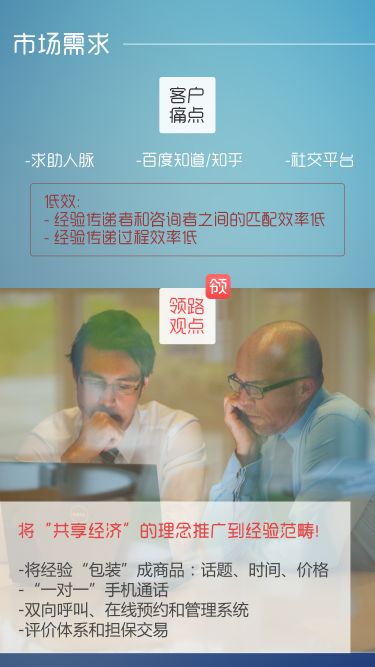 市场需求
客户
痛点
-求助人脉 -百度知道/知乎 -社交平台
低效：
- 经验传递者和咨询者之间的匹配效率低
- 经验传递过程效率低
领
领路
观点
将“共享经济”的理念推广到经验范畴！
-将经验“包装”成商品：话题、时间、价格
-“一对一”手机通话
-双向呼叫、在线预约和管理系统
-评价体系和担保交易